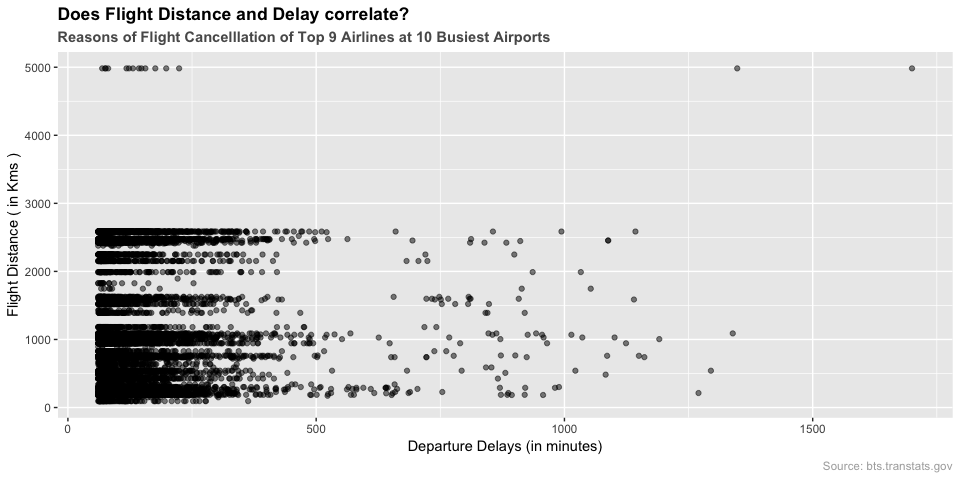 Does Flight Distance and Delay correlate?
Reasons of Flight Cancelllation of Top 9 Airlines at 10 Busiest Airports
5000
4000
3000
2000
1000
0
Flight Distance ( in Kms )
0 500 1000 1500
Departure Delays (in minutes)
Source: bts.transtats.gov